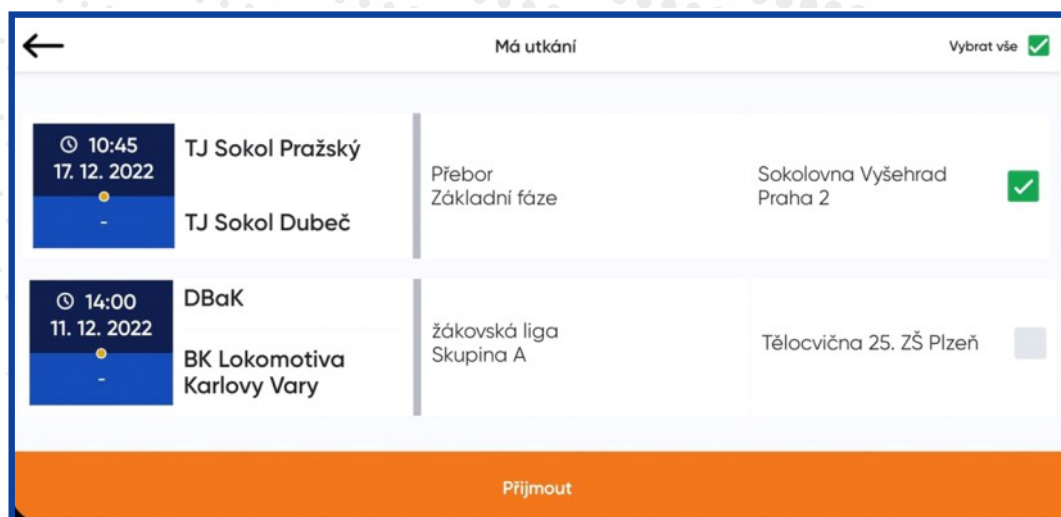 Má utkání
Vybrat vše
10:45
17. 12. 2022
-
TJ Sokol Pražský
TJ Sokol Dubeč
Přebor
Základní fáze
Sokolovna Vyšehrad
Praha 2
14:00
11. 12. 2022
-
DBaK
BK Lokomotiva
Karlovy Vary
žákovská liga
Skupina A
Tělocvična 25. ZŠ Plzeň
Přijmout